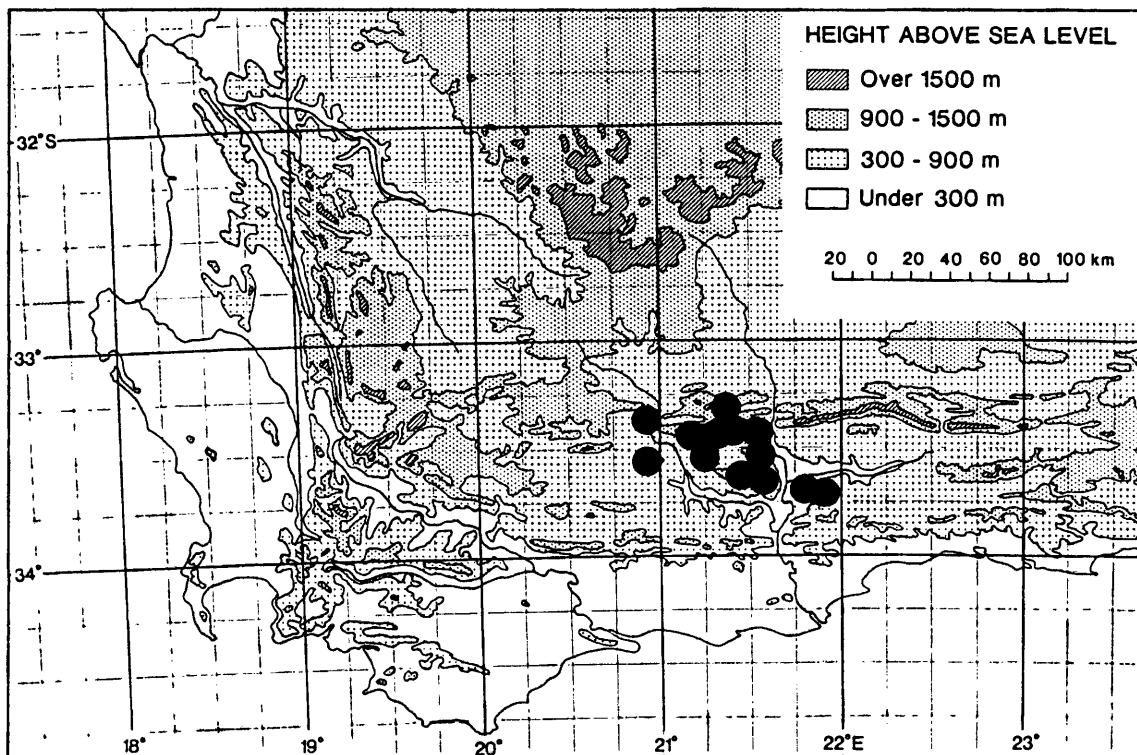 HEIGHT ABOVE SEA LEVEL
Over 1500 m
900 - 1500 m
300 - 900 m
Under 300 m
20 0 20 40 60 80 100 km
32°S
33°
34°
18° 19° 20° 21° 22°E 23°